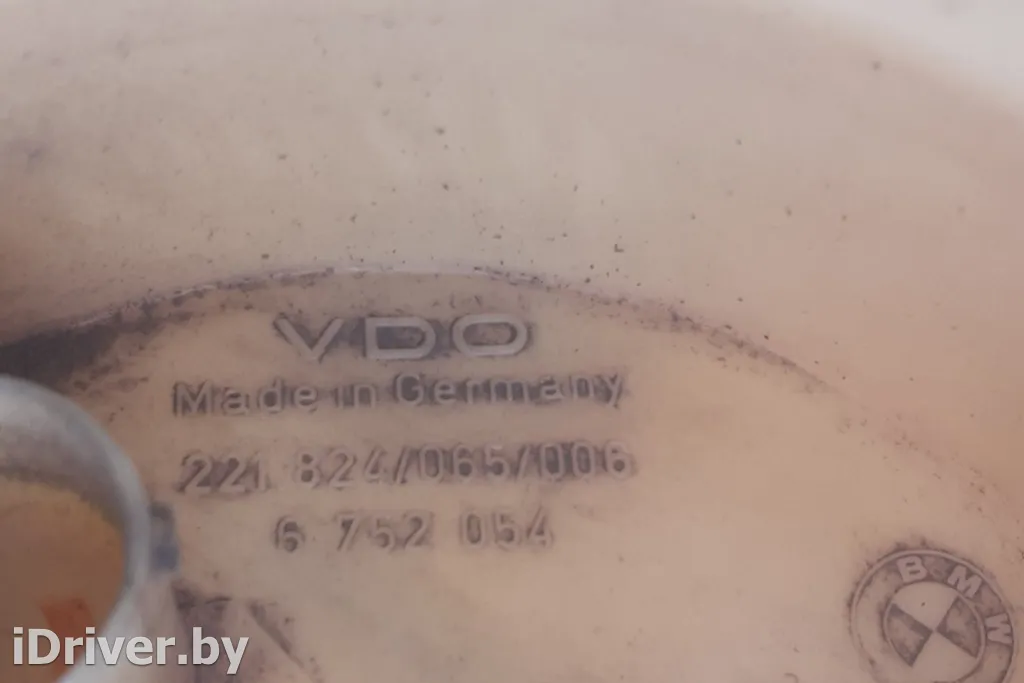 VDO
Made in Germany
221 824/065/006
6 752 054
BMW
iDriver.by